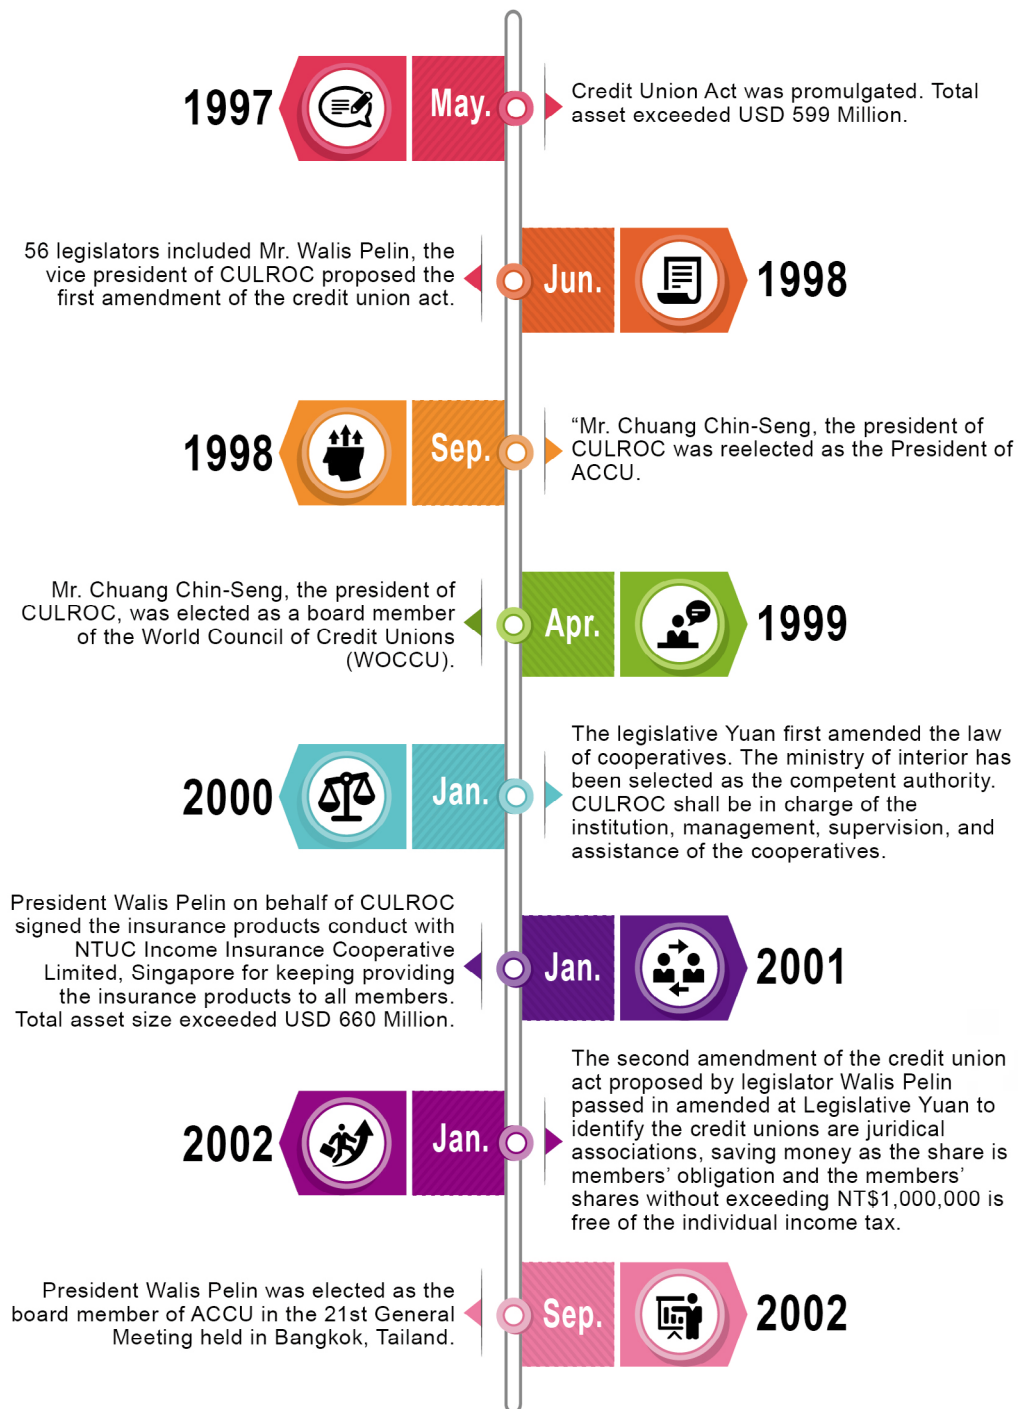 1997
May.
Credit Union Act was promulgated. Total
asset exceeded USD 599 Million.
56 legislators included Mr. Walis Pelin, the
vice president of CULROC proposed the
first amendment of the credit union act.
Jun.
1998
1998
Sep.
“Mr. Chuang Chin-Seng, the president of
CULROC was reelected as the President of
ACCU.
Mr. Chuang Chin-Seng, the president of
CULROC, was elected as a board member
of the World Council of Credit Unions
(WOCCU).
Apr.
1999
2000
Jan.
The legislative Yuan first amended the law
of cooperatives. The ministry of interior has
been selected as the competent authority.
CULROC shall be in charge of the
institution, management, supervision, and
assistance of the cooperatives.
President Walis Pelin on behalf of CULROC
signed the insurance products conduct with
NTUC Income Insurance Cooperative
Limited, Singapore for keeping providing
the insurance products to all members.
Total asset size exceeded USD 660 Million.
Jan.
2001
2002
Jan.
The second amendment of the credit union
act proposed by legislator Walis Pelin
passed in amended at Legislative Yuan to
identify the credit unions are juridical
associations, saving money as the share is
members’ obligation and the members’
shares without exceeding NT$1,000,000 is
free of the individual income tax.
President Walis Pelin was elected as the
board member of ACCU in the 21st General
Meeting held in Bangkok, Tailand.
Sep.
2002